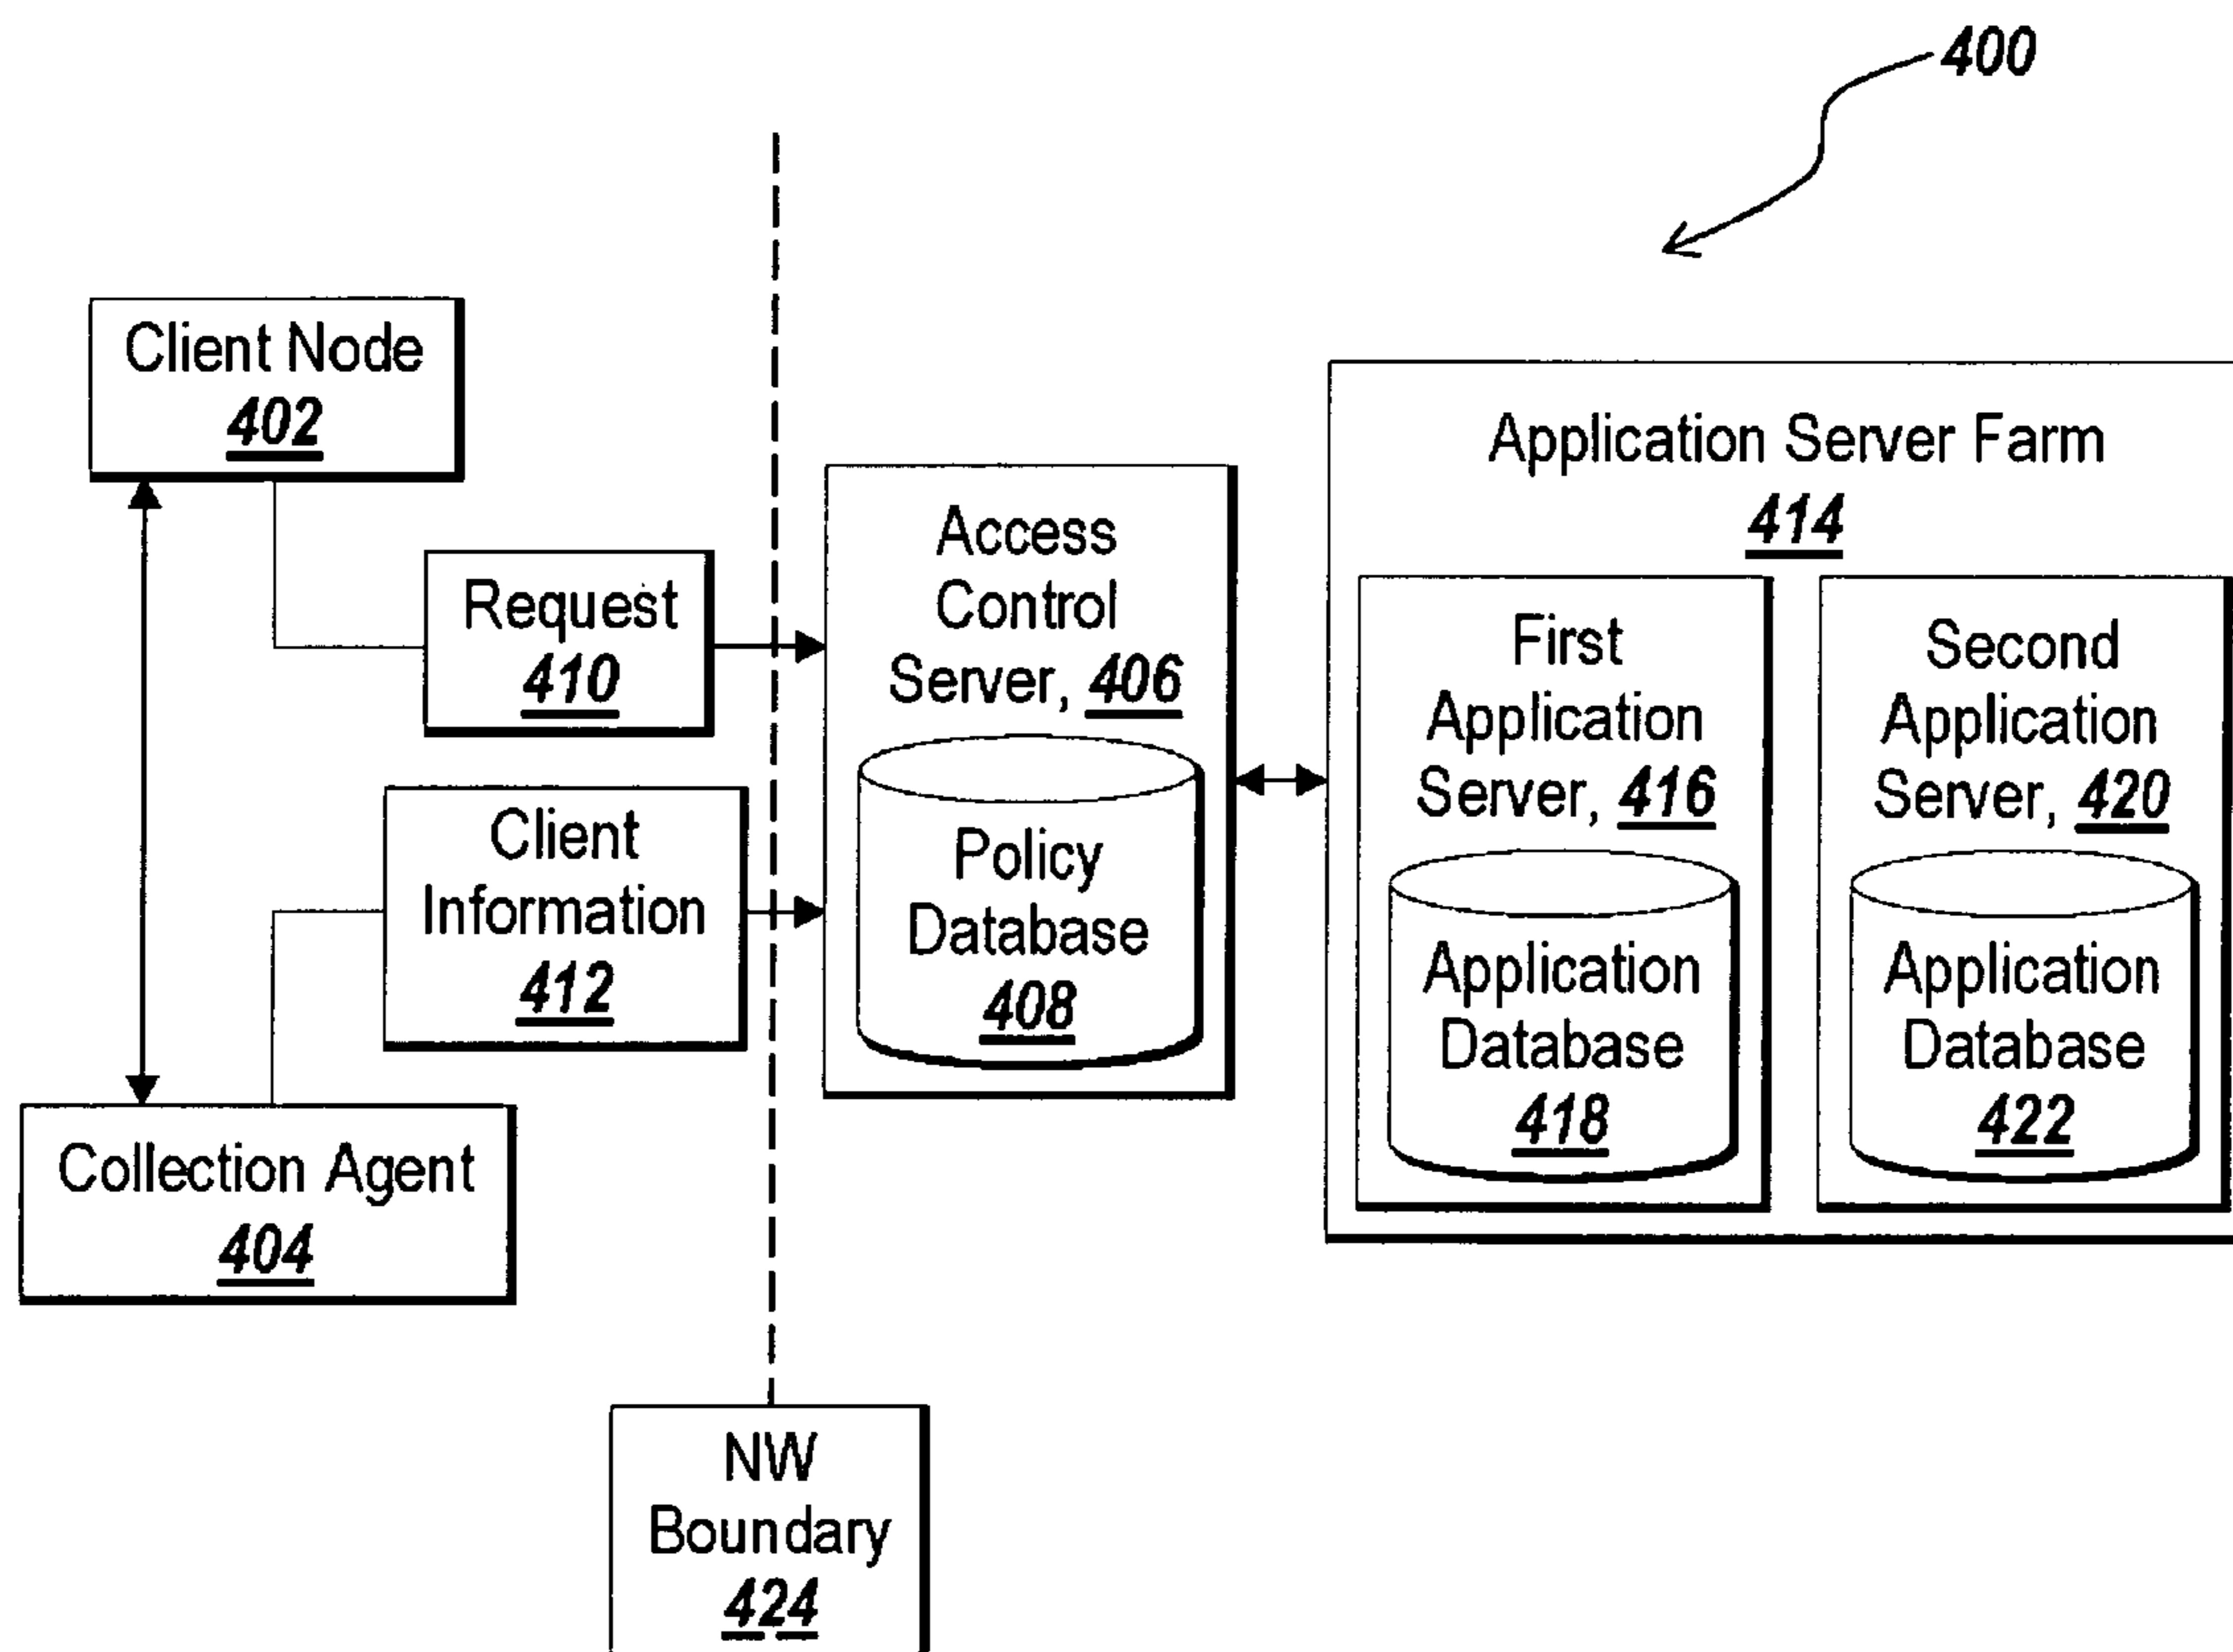 400
Client Node
402
Request
410
Client
Information
412
Collection Agent
404
NW
Boundary
424
Access
Control
Server, 406
Policy
Database
408
Application Server Farm
414
First
Application
Server, 416
Application
Database
418
Second
Application
Server, 420
Application
Database
422